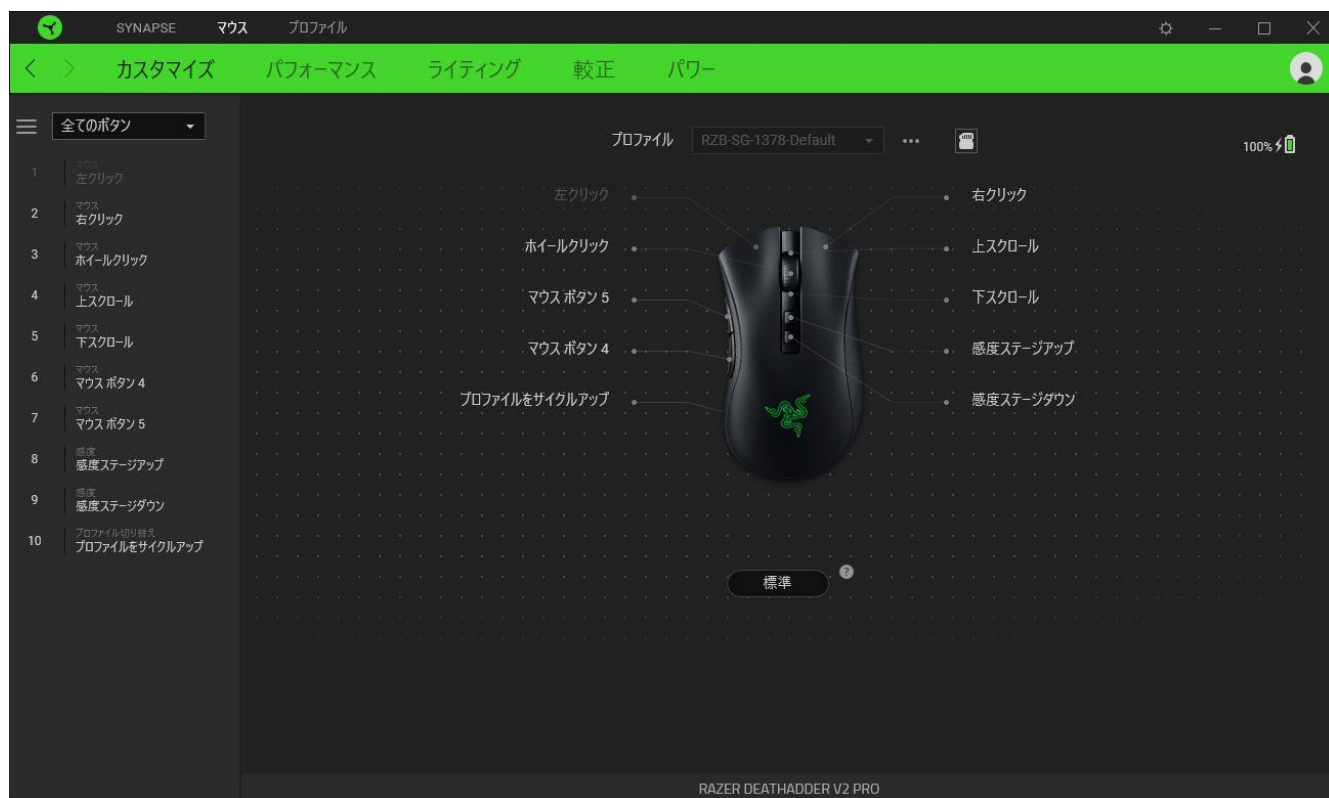 SYNAPSE マウス プロファイル
カスタマイズ パフォーマンス ライティング 較正 パワー
全てのボタン
プロファイル RZB-SG-1378-Default
100%
1 マウス
左クリック
2 マウス
右クリック
3 マウス
ホイールクリック
4 マウス
上スクロール
5 マウス
下スクロール
6 マウス
マウス ボタン 4
7 マウス
マウス ボタン 5
8 感度
感度ステージアップ
9 感度
感度ステージダウン
10 プロファイル切り替え
プロファイルをサイクルアップ
左クリック
ホイールクリック
マウス ボタン 5
マウス ボタン 4
プロファイルをサイクルアップ
右クリック
上スクロール
下スクロール
感度ステージアップ
感度ステージダウン
標準 ?
RAZER DEATHADDER V2 PRO